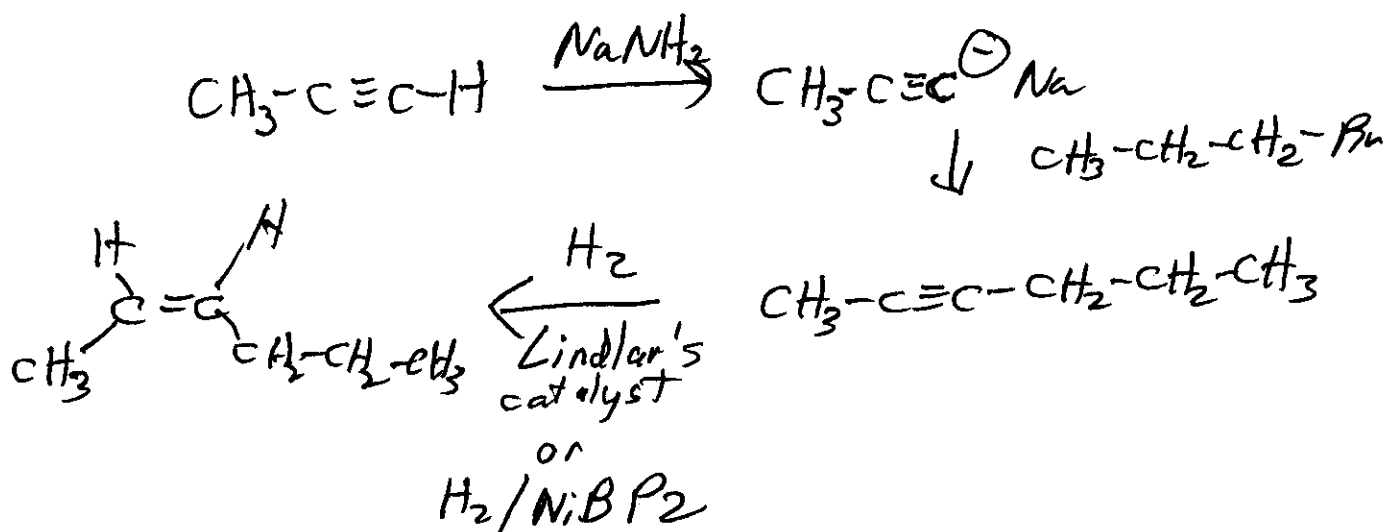 NaNH₂
CH₃-C≡C-H → CH₃-C≡C⊖ Na
↓ CH₃-CH₂-CH₂-Br
H H
C=C
CH₃ CH₂-CH₂-CH₃
H₂
← CH₃-C≡C-CH₂-CH₂-CH₃
Lindlar's
catalyst
or
H₂/NiB P2